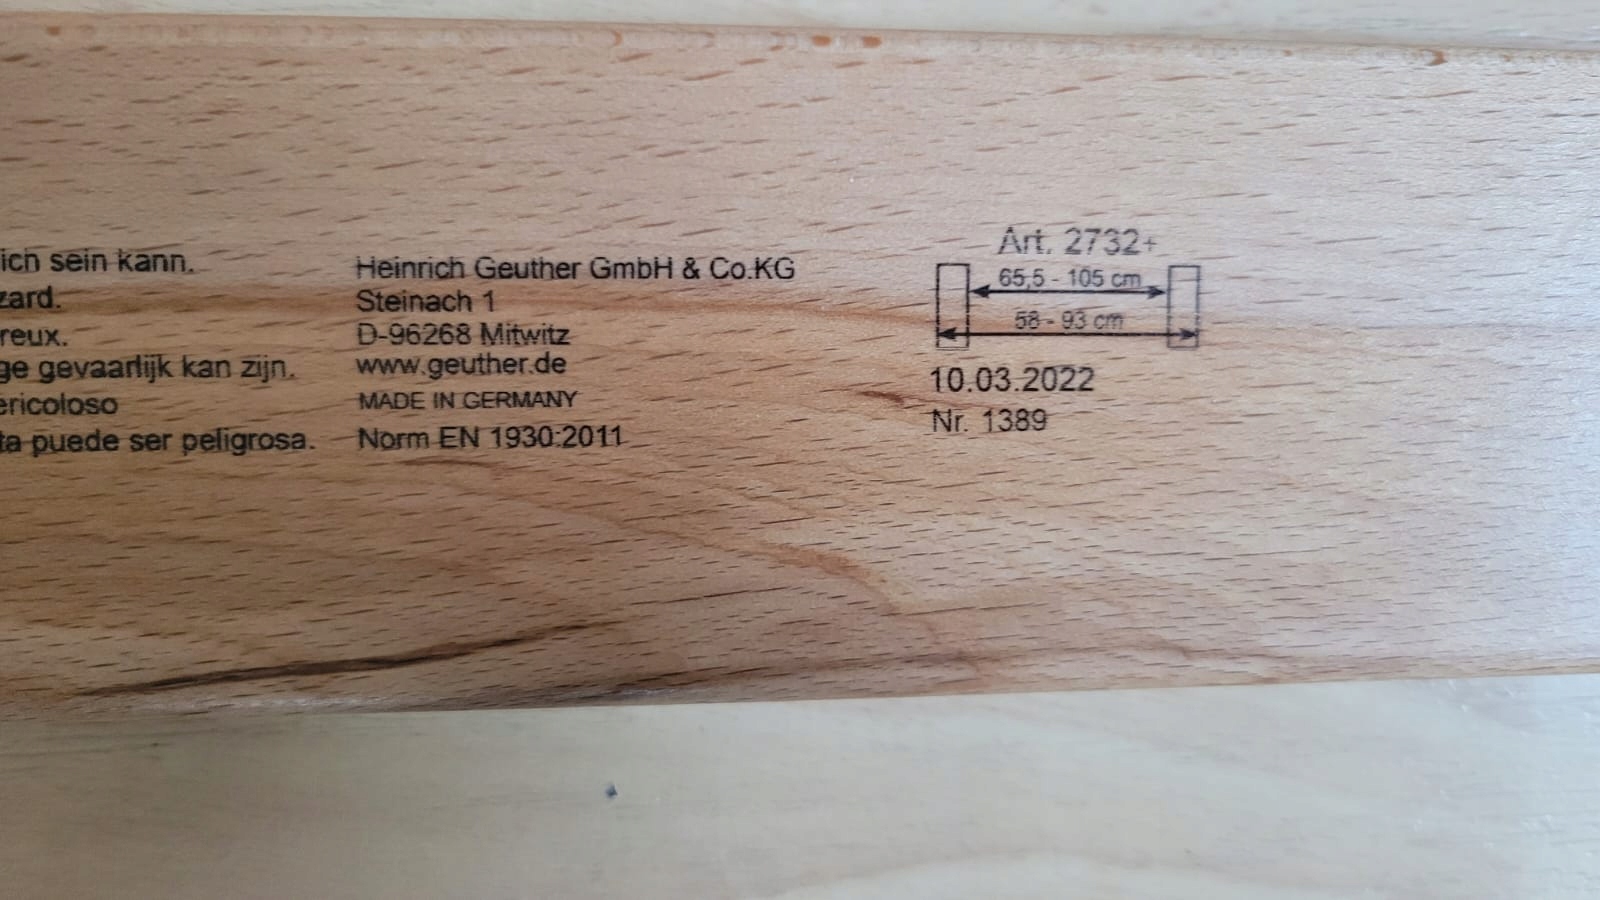 ich sein kann.
zard.
reux.
ge gevaarlijk kan zijn.
ericoloso
ta puede ser peligrosa.
Heinrich Geuther GmbH & Co.KG
Steinach 1
D-96268 Mitwitz
www.geuther.de
MADE IN GERMANY
Norm EN 1930:2011
Art. 2732+
65,5 - 105 cm
58 - 93 cm
10.03.2022
Nr. 1389